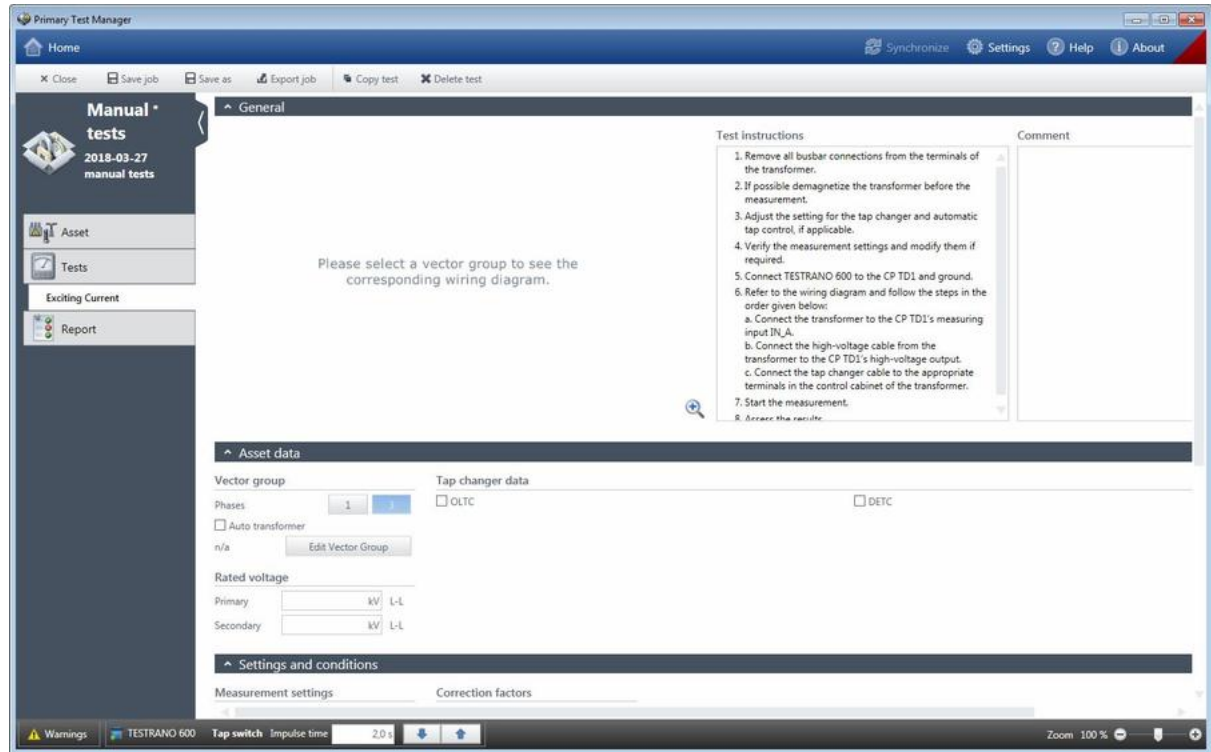 Primary Test Manager
Home
Synchronize
Settings
Help
About
Close
Save job
Save as
Export job
Copy test
Delete test
Manual *
tests
2018-03-27
manual tests
Asset
Tests
Exciting Current
Report
General
Please select a vector group to see the
corresponding wiring diagram.
Test instructions
1. Remove all busbar connections from the terminals of
the transformer.
2. If possible demagnetize the transformer before the
measurement.
3. Adjust the setting for the tap changer and automatic
tap control, if applicable.
4. Verify the measurement settings and modify them if
required.
5. Connect TESTRANO 600 to the CP TD1 and ground.
6. Refer to the wiring diagram and follow the steps in the
order given below:
a. Connect the transformer to the CP TD1's measuring
input IN_A.
b. Connect the high-voltage cable from the
transformer to the CP TD1's high-voltage output.
c. Connect the tap changer cable to the appropriate
terminals in the control cabinet of the transformer.
7. Start the measurement.
8. Assess the results.
Comment
Asset data
Vector group
Phases 1 3
Auto transformer
n/a Edit Vector Group
Tap changer data
OLTC
DETC
Rated voltage
Primary kV L-L
Secondary kV L-L
Settings and conditions
Measurement settings
Correction factors
Warnings
TESTRANO 600
Tap switch Impulse time 2,0 s
Zoom 100 %